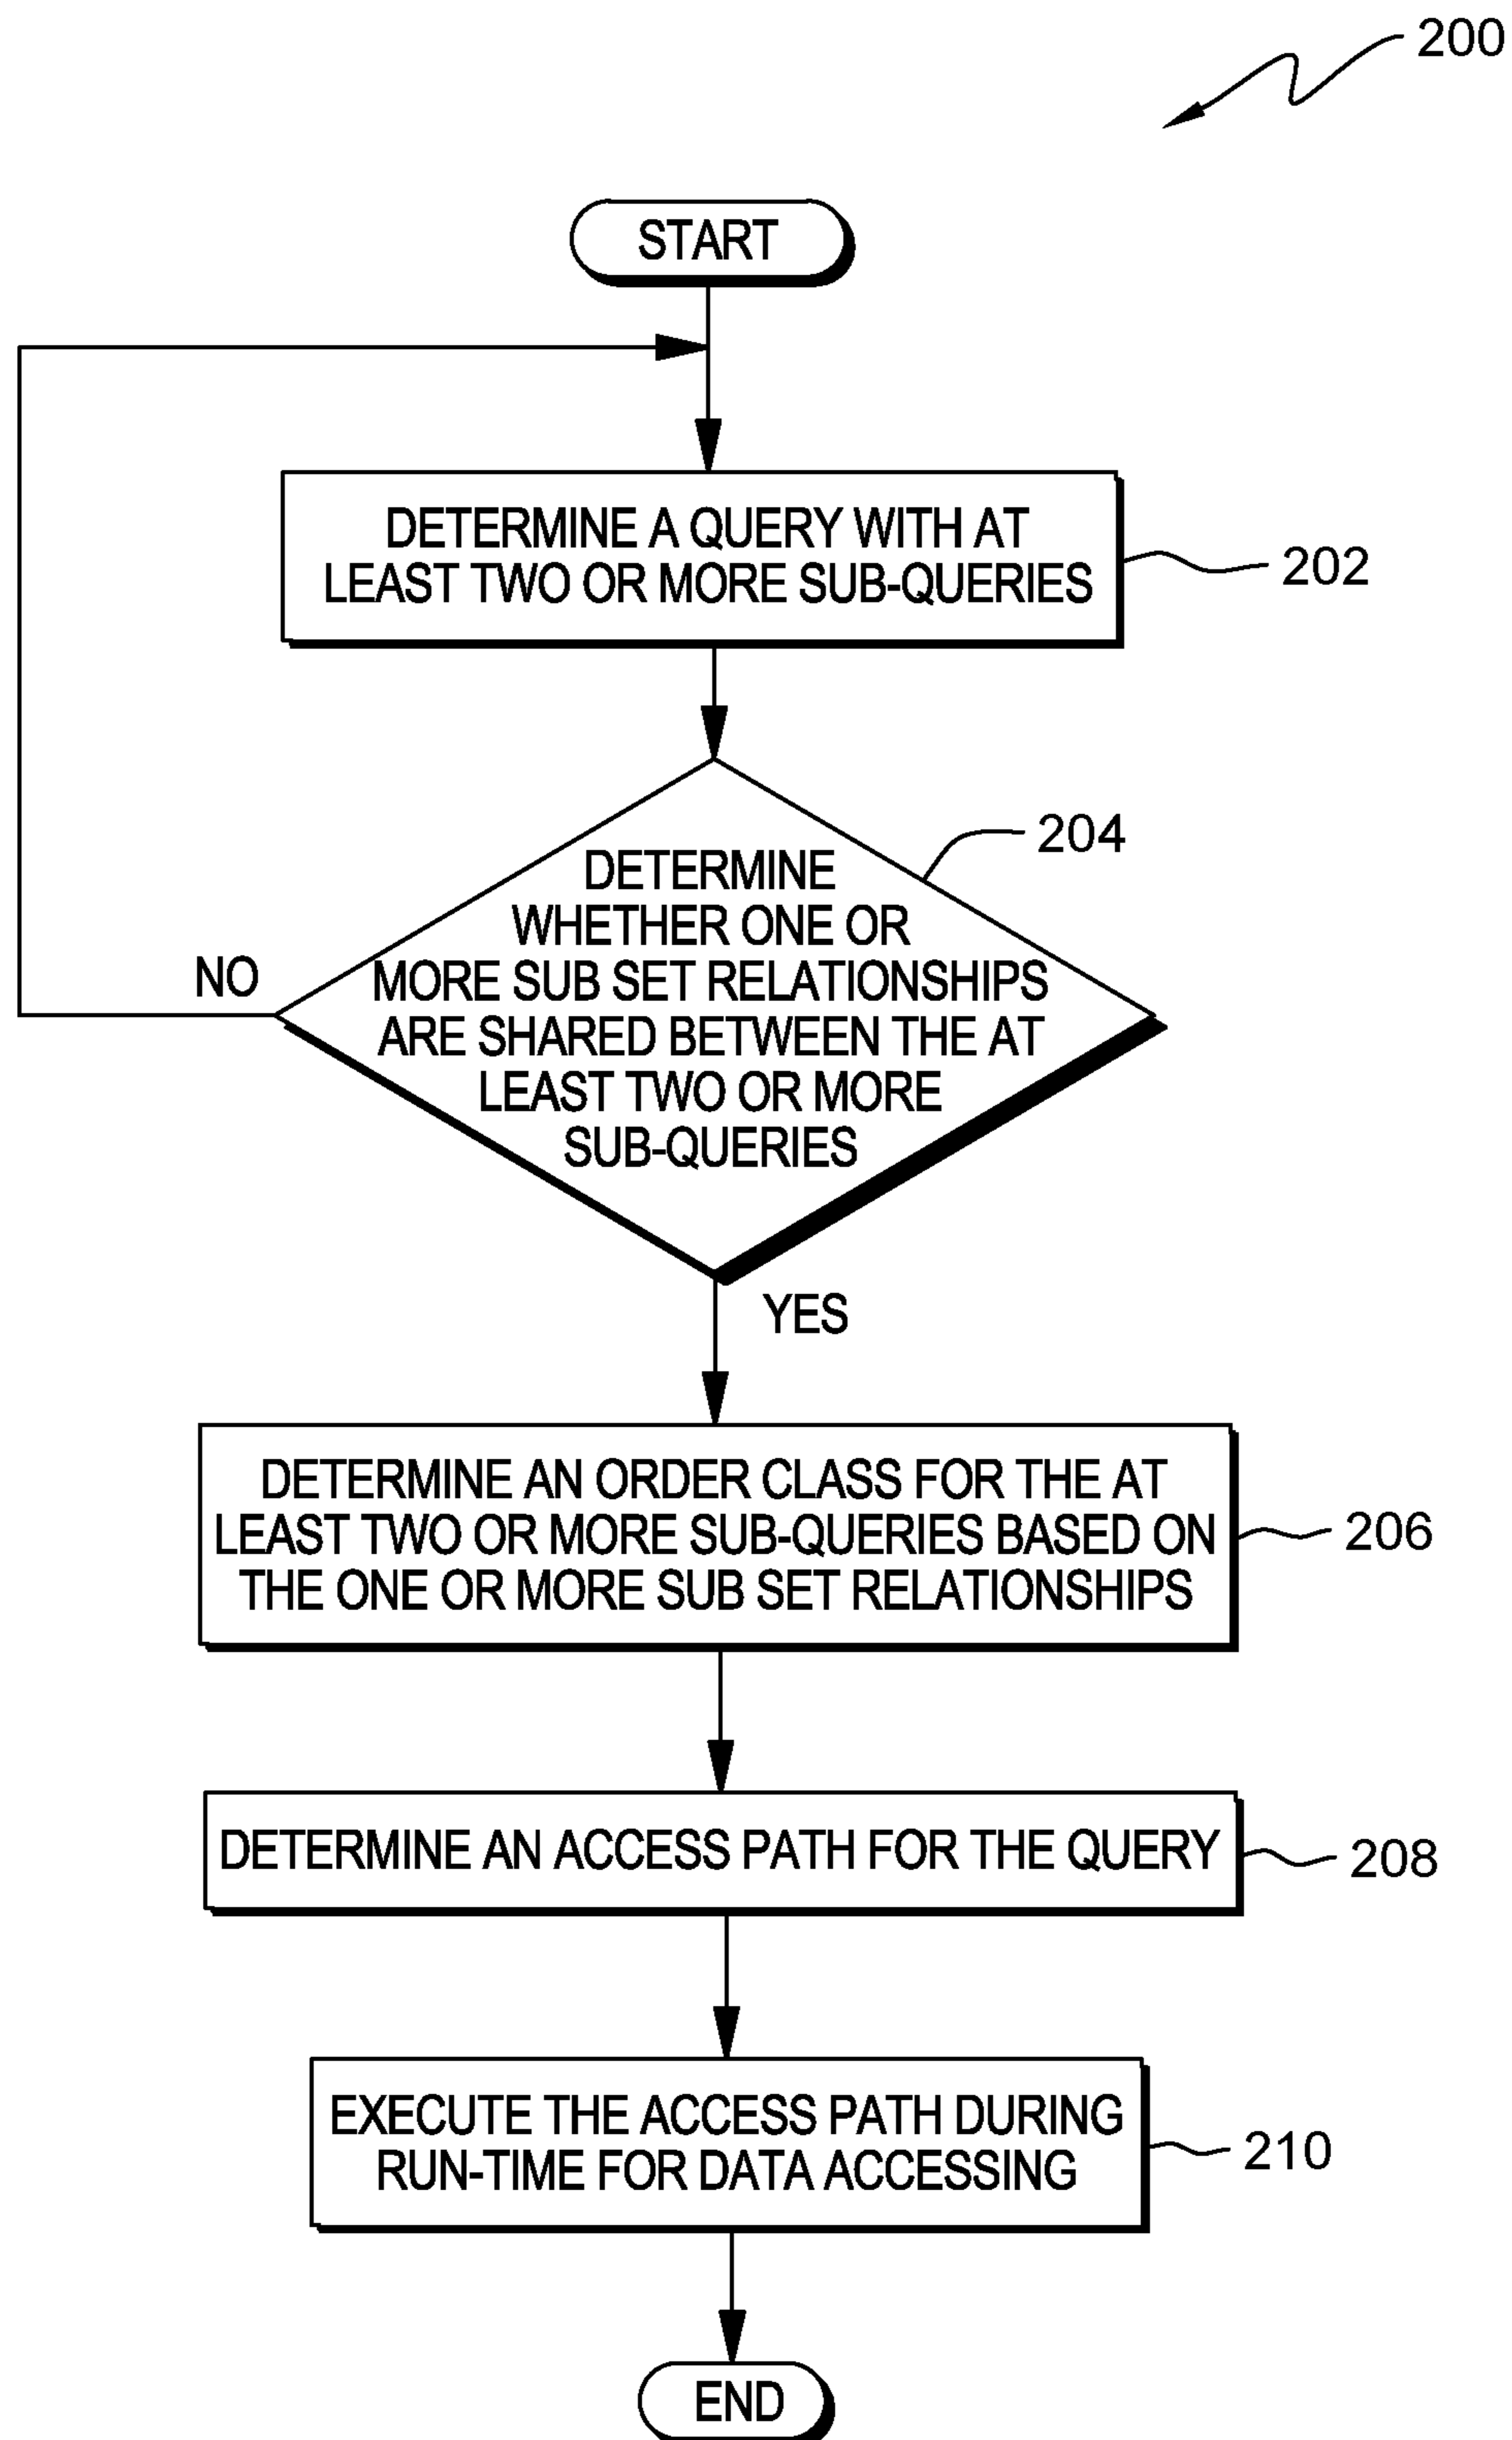 200
START
DETERMINE A QUERY WITH AT
LEAST TWO OR MORE SUB-QUERIES
202
204
DETERMINE
WHETHER ONE OR
MORE SUB SET RELATIONSHIPS
ARE SHARED BETWEEN THE AT
LEAST TWO OR MORE
SUB-QUERIES
NO
YES
DETERMINE AN ORDER CLASS FOR THE AT
LEAST TWO OR MORE SUB-QUERIES BASED ON
THE ONE OR MORE SUB SET RELATIONSHIPS
206
DETERMINE AN ACCESS PATH FOR THE QUERY
208
EXECUTE THE ACCESS PATH DURING
RUN-TIME FOR DATA ACCESSING
210
END